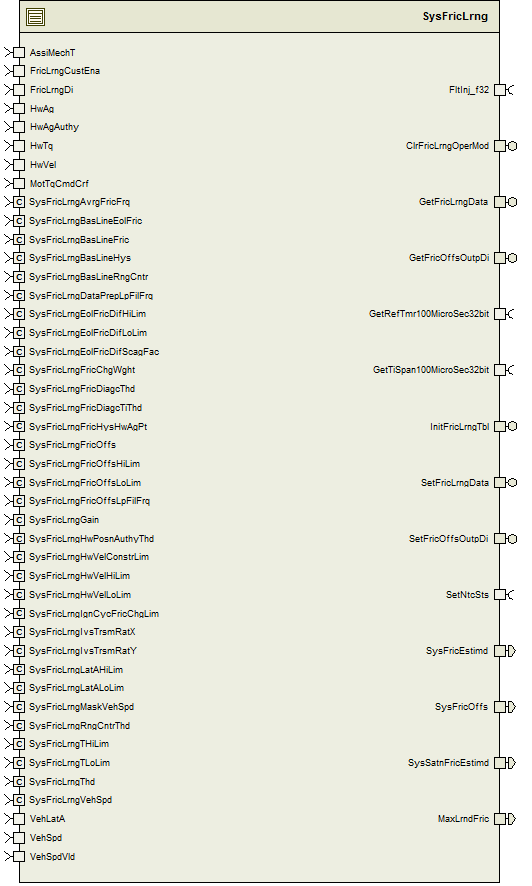 SysFricLrng
AssiMechT
FricLrngCustEna
FricLrngDi
HwAg
HwAgAuthy
HwTq
HwVel
MotTqCmdCrf
C SysFricLrngAvrgFricFrq
C SysFricLrngBasLineEolFric
C SysFricLrngBasLineFric
C SysFricLrngBasLineHys
C SysFricLrngBasLineRngCntr
C SysFricLrngDataPrepLpFilFrq
C SysFricLrngEolFricDifHiLim
C SysFricLrngEolFricDifLoLim
C SysFricLrngEolFricDifScagFac
C SysFricLrngFricChgWght
C SysFricLrngFricDiagcThd
C SysFricLrngFricDiagcTiThd
C SysFricLrngFricHysHwAgPt
C SysFricLrngFricOffs
C SysFricLrngFricOffsHiLim
C SysFricLrngFricOffsLoLim
C SysFricLrngFricOffsLpFilFrq
C SysFricLrngGain
C SysFricLrngHwPosnAuthyThd
C SysFricLrngHwVelConstrLim
C SysFricLrngHwVelHiLim
C SysFricLrngHwVelLoLim
C SysFricLrngIgnCycFricChgLim
C SysFricLrngIvsTrsmRatX
C SysFricLrngIvsTrsmRatY
C SysFricLrngLatAHiLim
C SysFricLrngLatALoLim
C SysFricLrngMaskVehSpd
C SysFricLrngRngCntrThd
C SysFricLrngTHiLim
C SysFricLrngTLoLim
C SysFricLrngThd
C SysFricLrngVehSpd
VehLatA
VehSpd
VehSpdVld
FltInj_f32
ClrFricLrngOperMod
GetFricLrngData
GetFricOffsOutpDi
GetRefTmr100MicroSec32bit
GetTiSpan100MicroSec32bit
InitFricLrngTbl
SetFricLrngData
SetFricOffsOutpDi
SetNtcSts
SysFricEstimd
SysFricOffs
SysSatnFricEstimd
MaxLrndFric